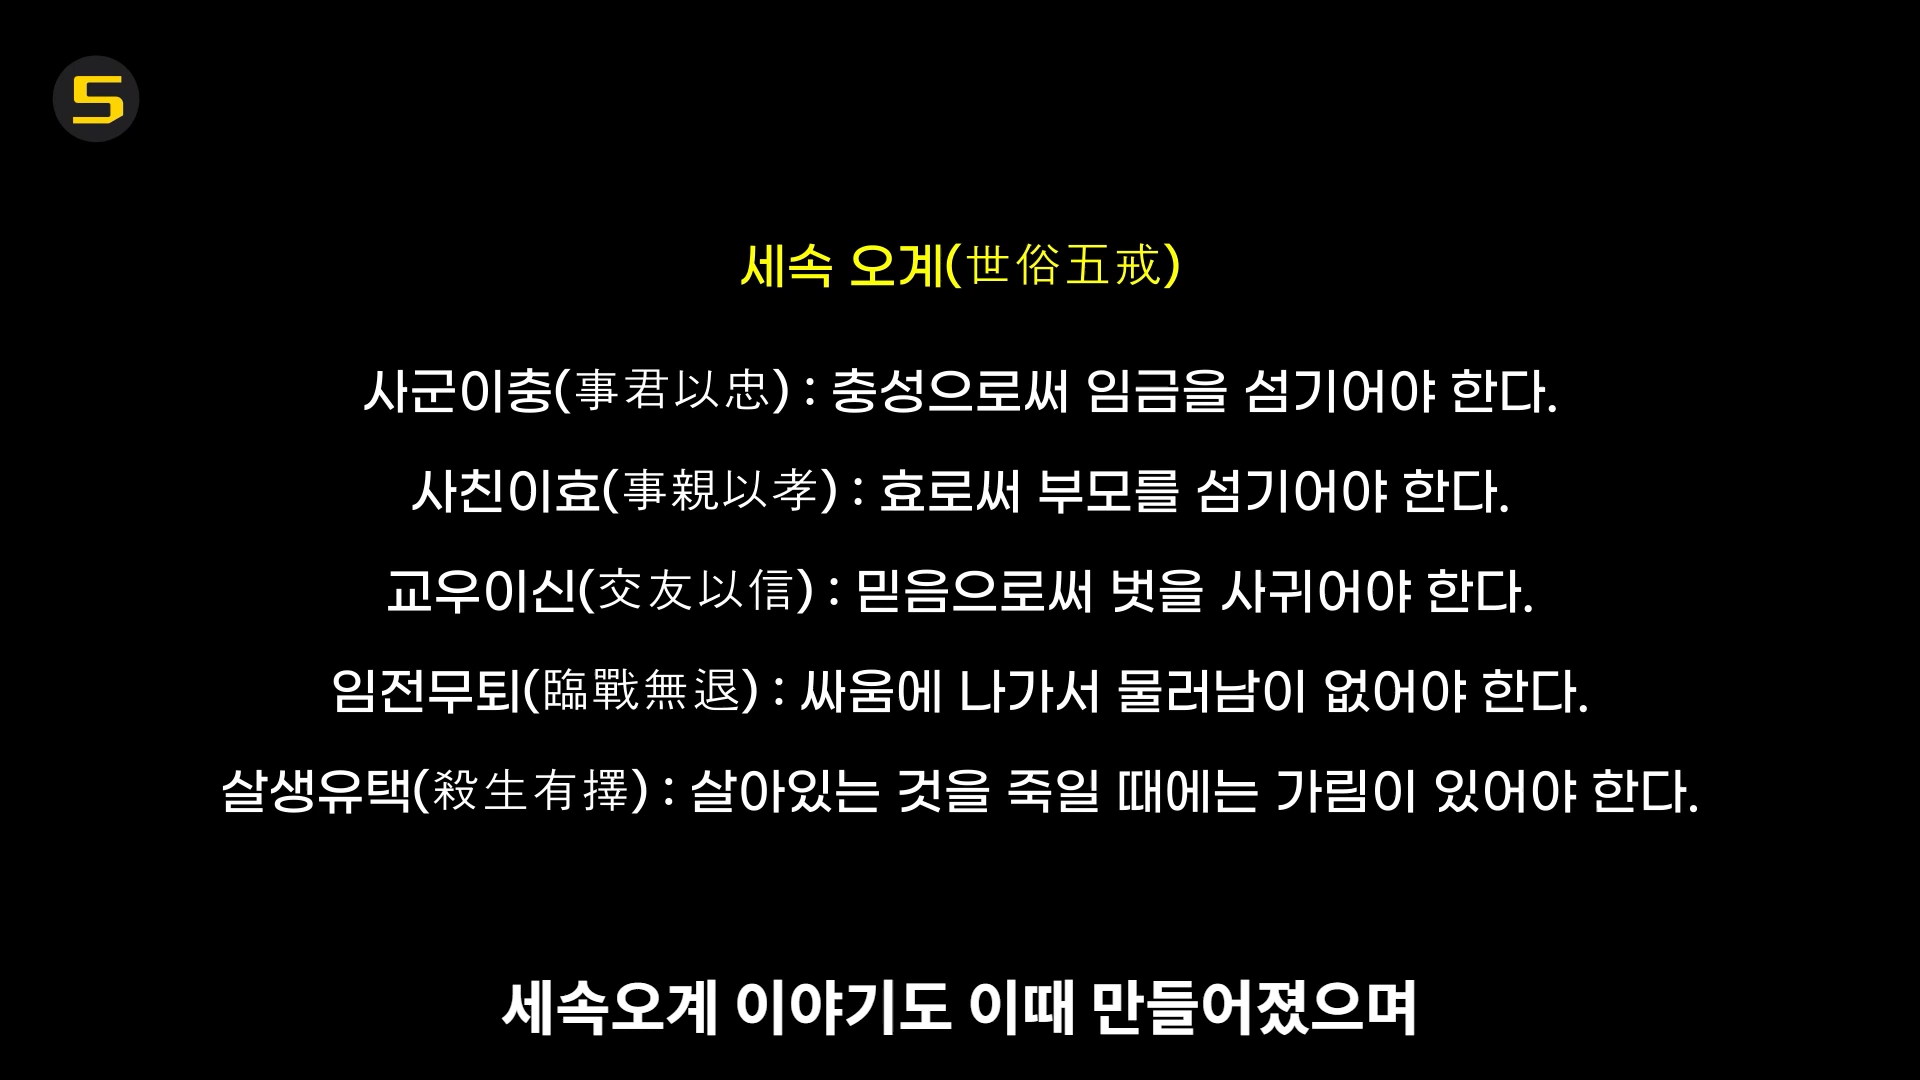 5
세속 오계(世俗五戒)
사군이충(事君以忠) : 충성으로써 임금을 섬기어야 한다.
사친이효(事親以孝) : 효로써 부모를 섬기어야 한다.
교우이신(交友以信) : 믿음으로써 벗을 사귀어야 한다.
임전무퇴(臨戰無退) : 싸움에 나가서 물러남이 없어야 한다.
살생유택(殺生有擇) : 살아있는 것을 죽일 때에는 가림이 있어야 한다.
세속오계 이야기도 이때 만들어졌으며